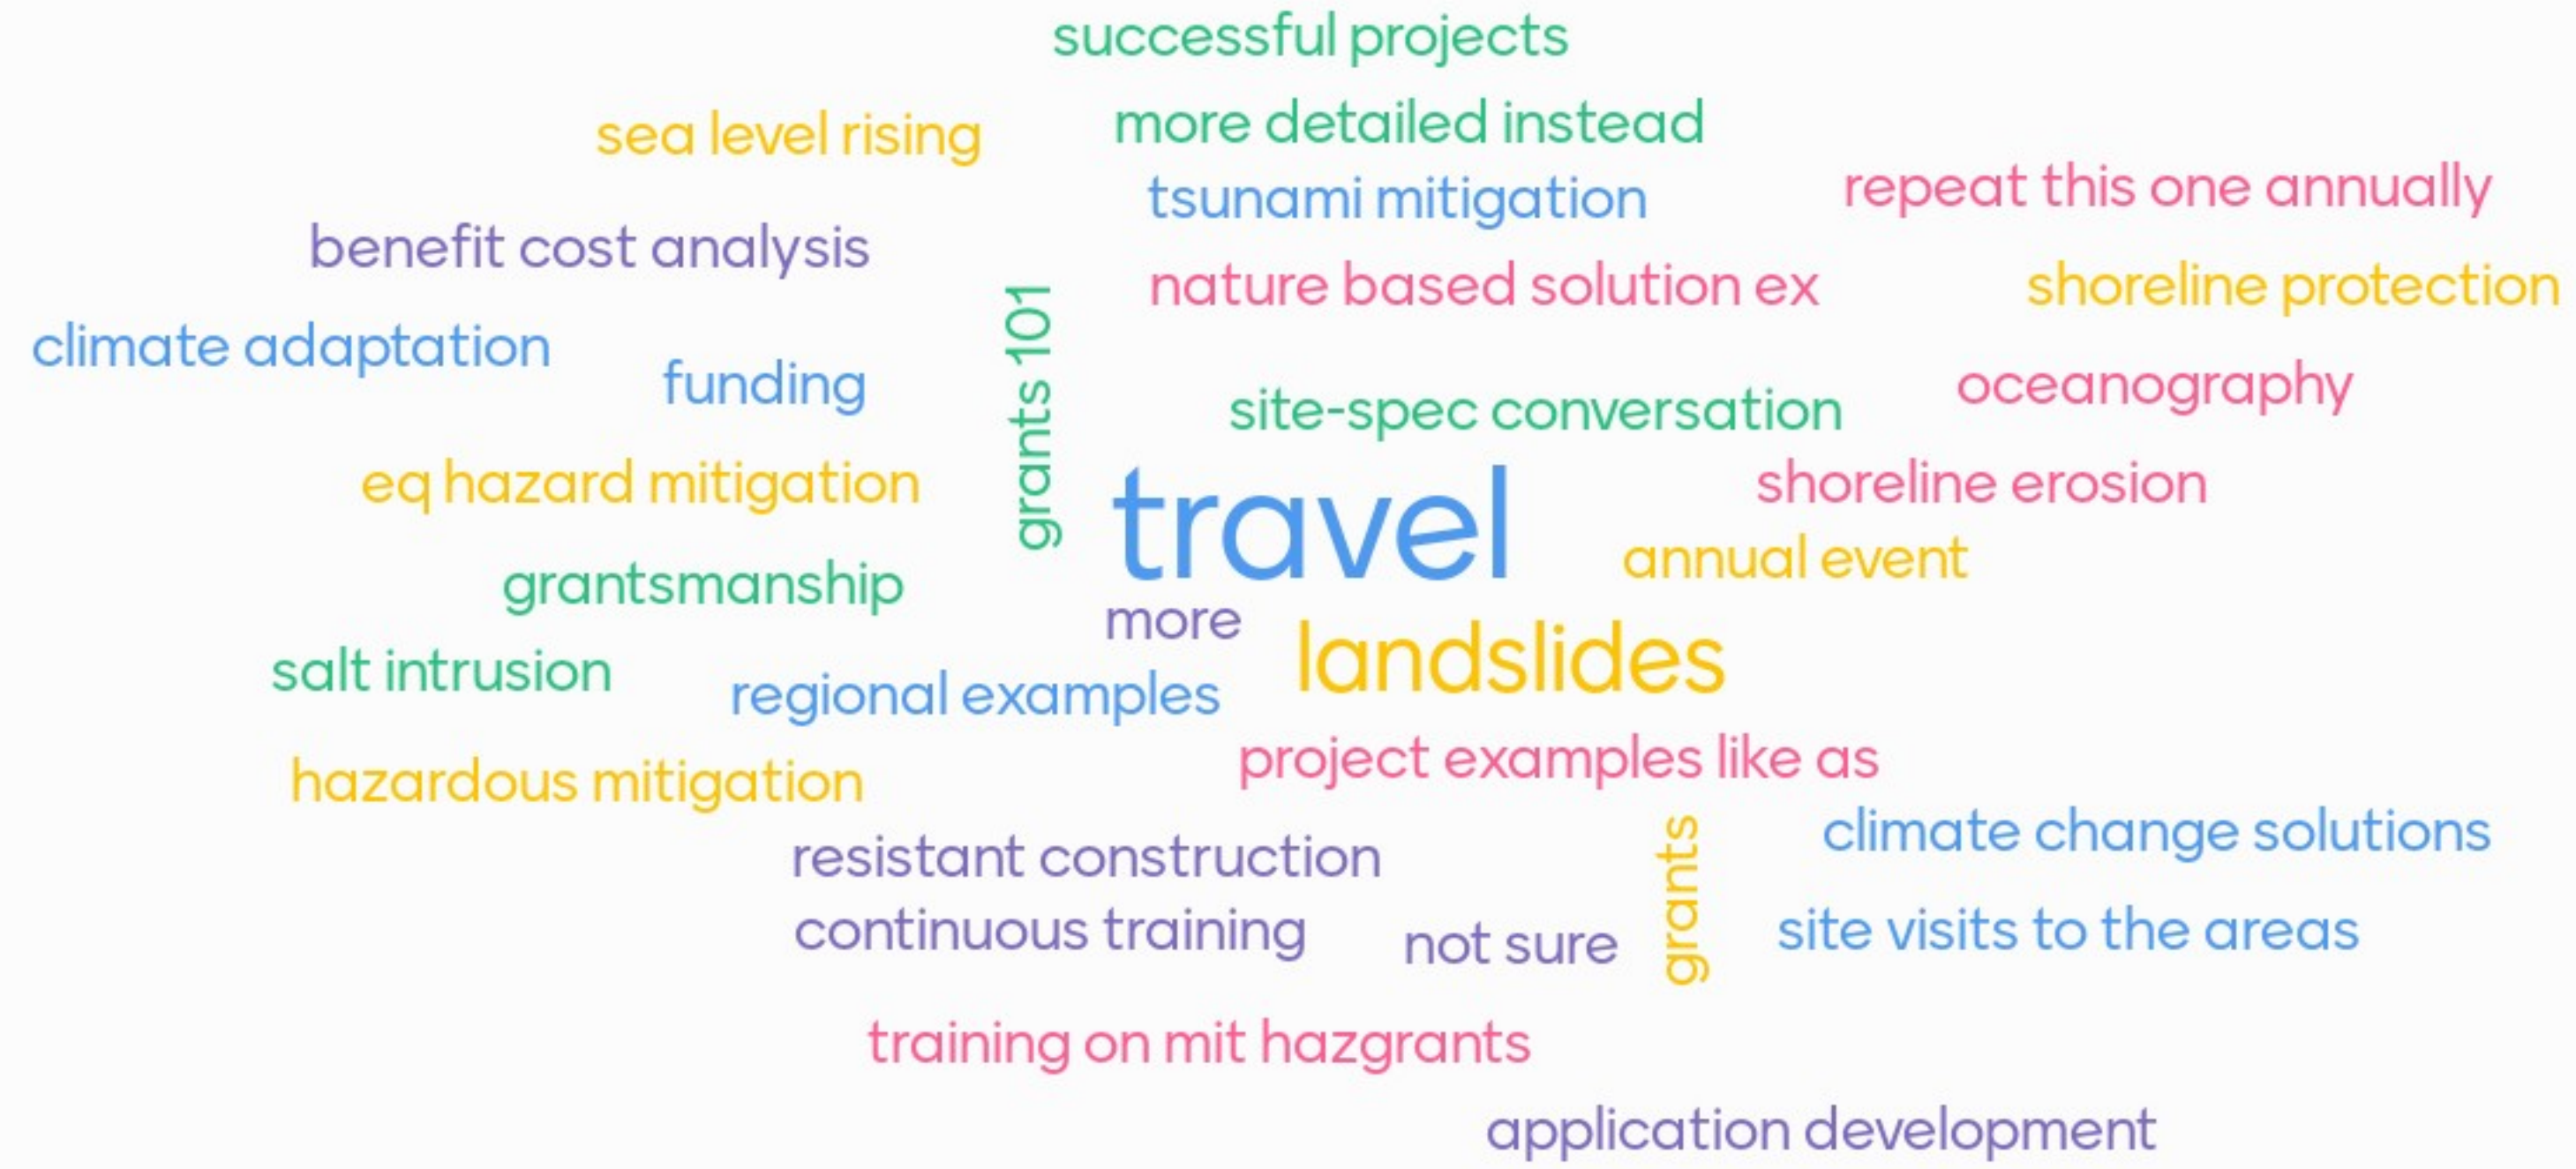 successful projects
more detailed instead
sea level rising
tsunami mitigation
repeat this one annually
benefit cost analysis
nature based solution ex
shoreline protection
climate adaptation
funding
grants 101
site-spec conversation
oceanography
eq hazard mitigation
travel
shoreline erosion
annual event
grantsmanship
more
landslides
salt intrusion
regional examples
project examples like as
hazardous mitigation
climate change solutions
resistant construction
grants
continuous training
not sure
site visits to the areas
training on mit hazgrants
application development